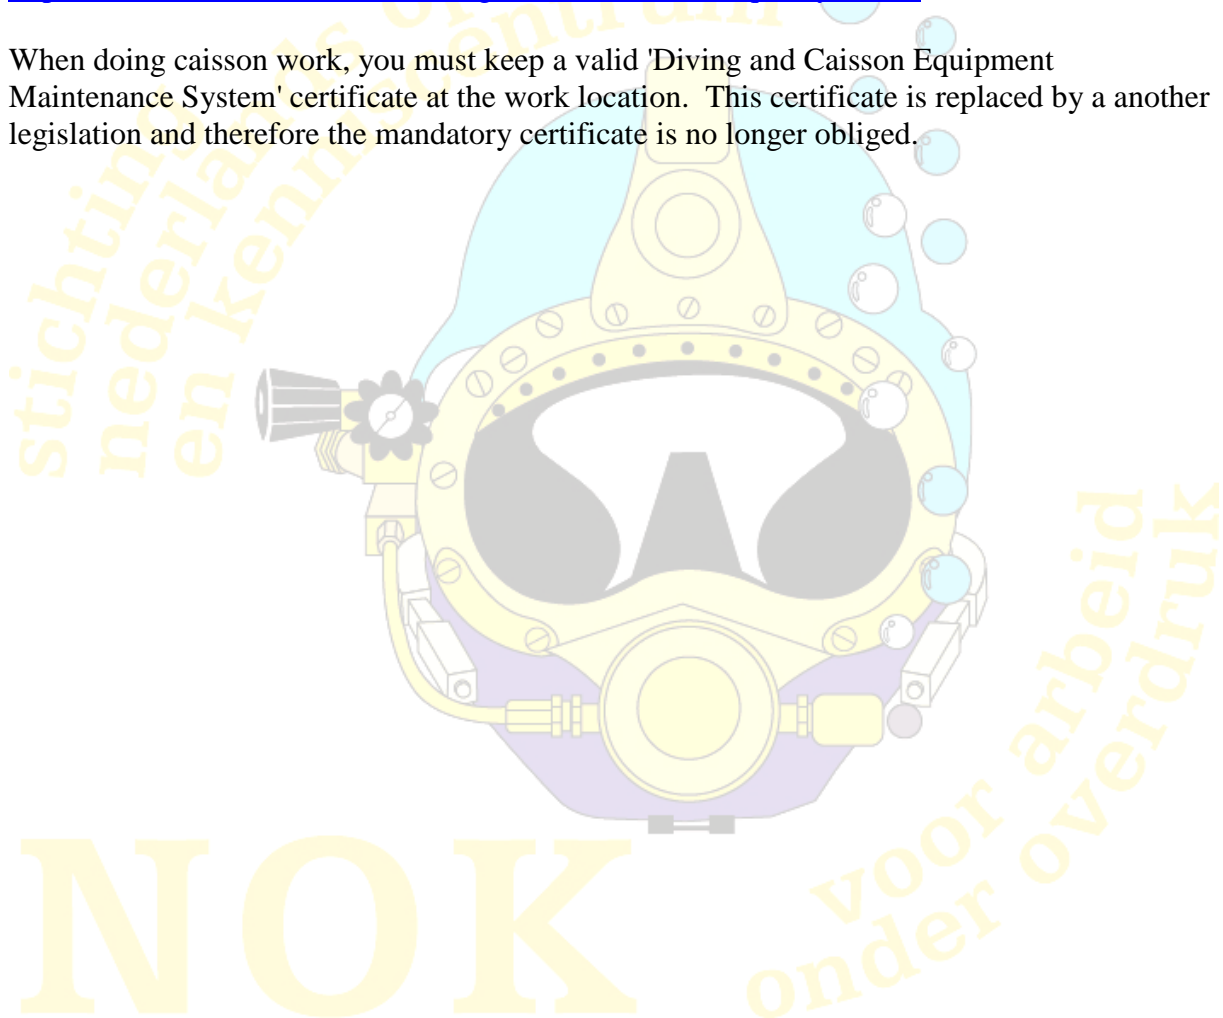 When doing caisson work, you must keep a valid 'Diving and Caisson Equipment
Maintenance System' certificate at the work location.  This certificate is replaced by a another
legislation and therefore the mandatory certificate is no longer obliged.
stichting
nederlands
en kenniscentrum
voor arbeid
onder overdruk
NOK